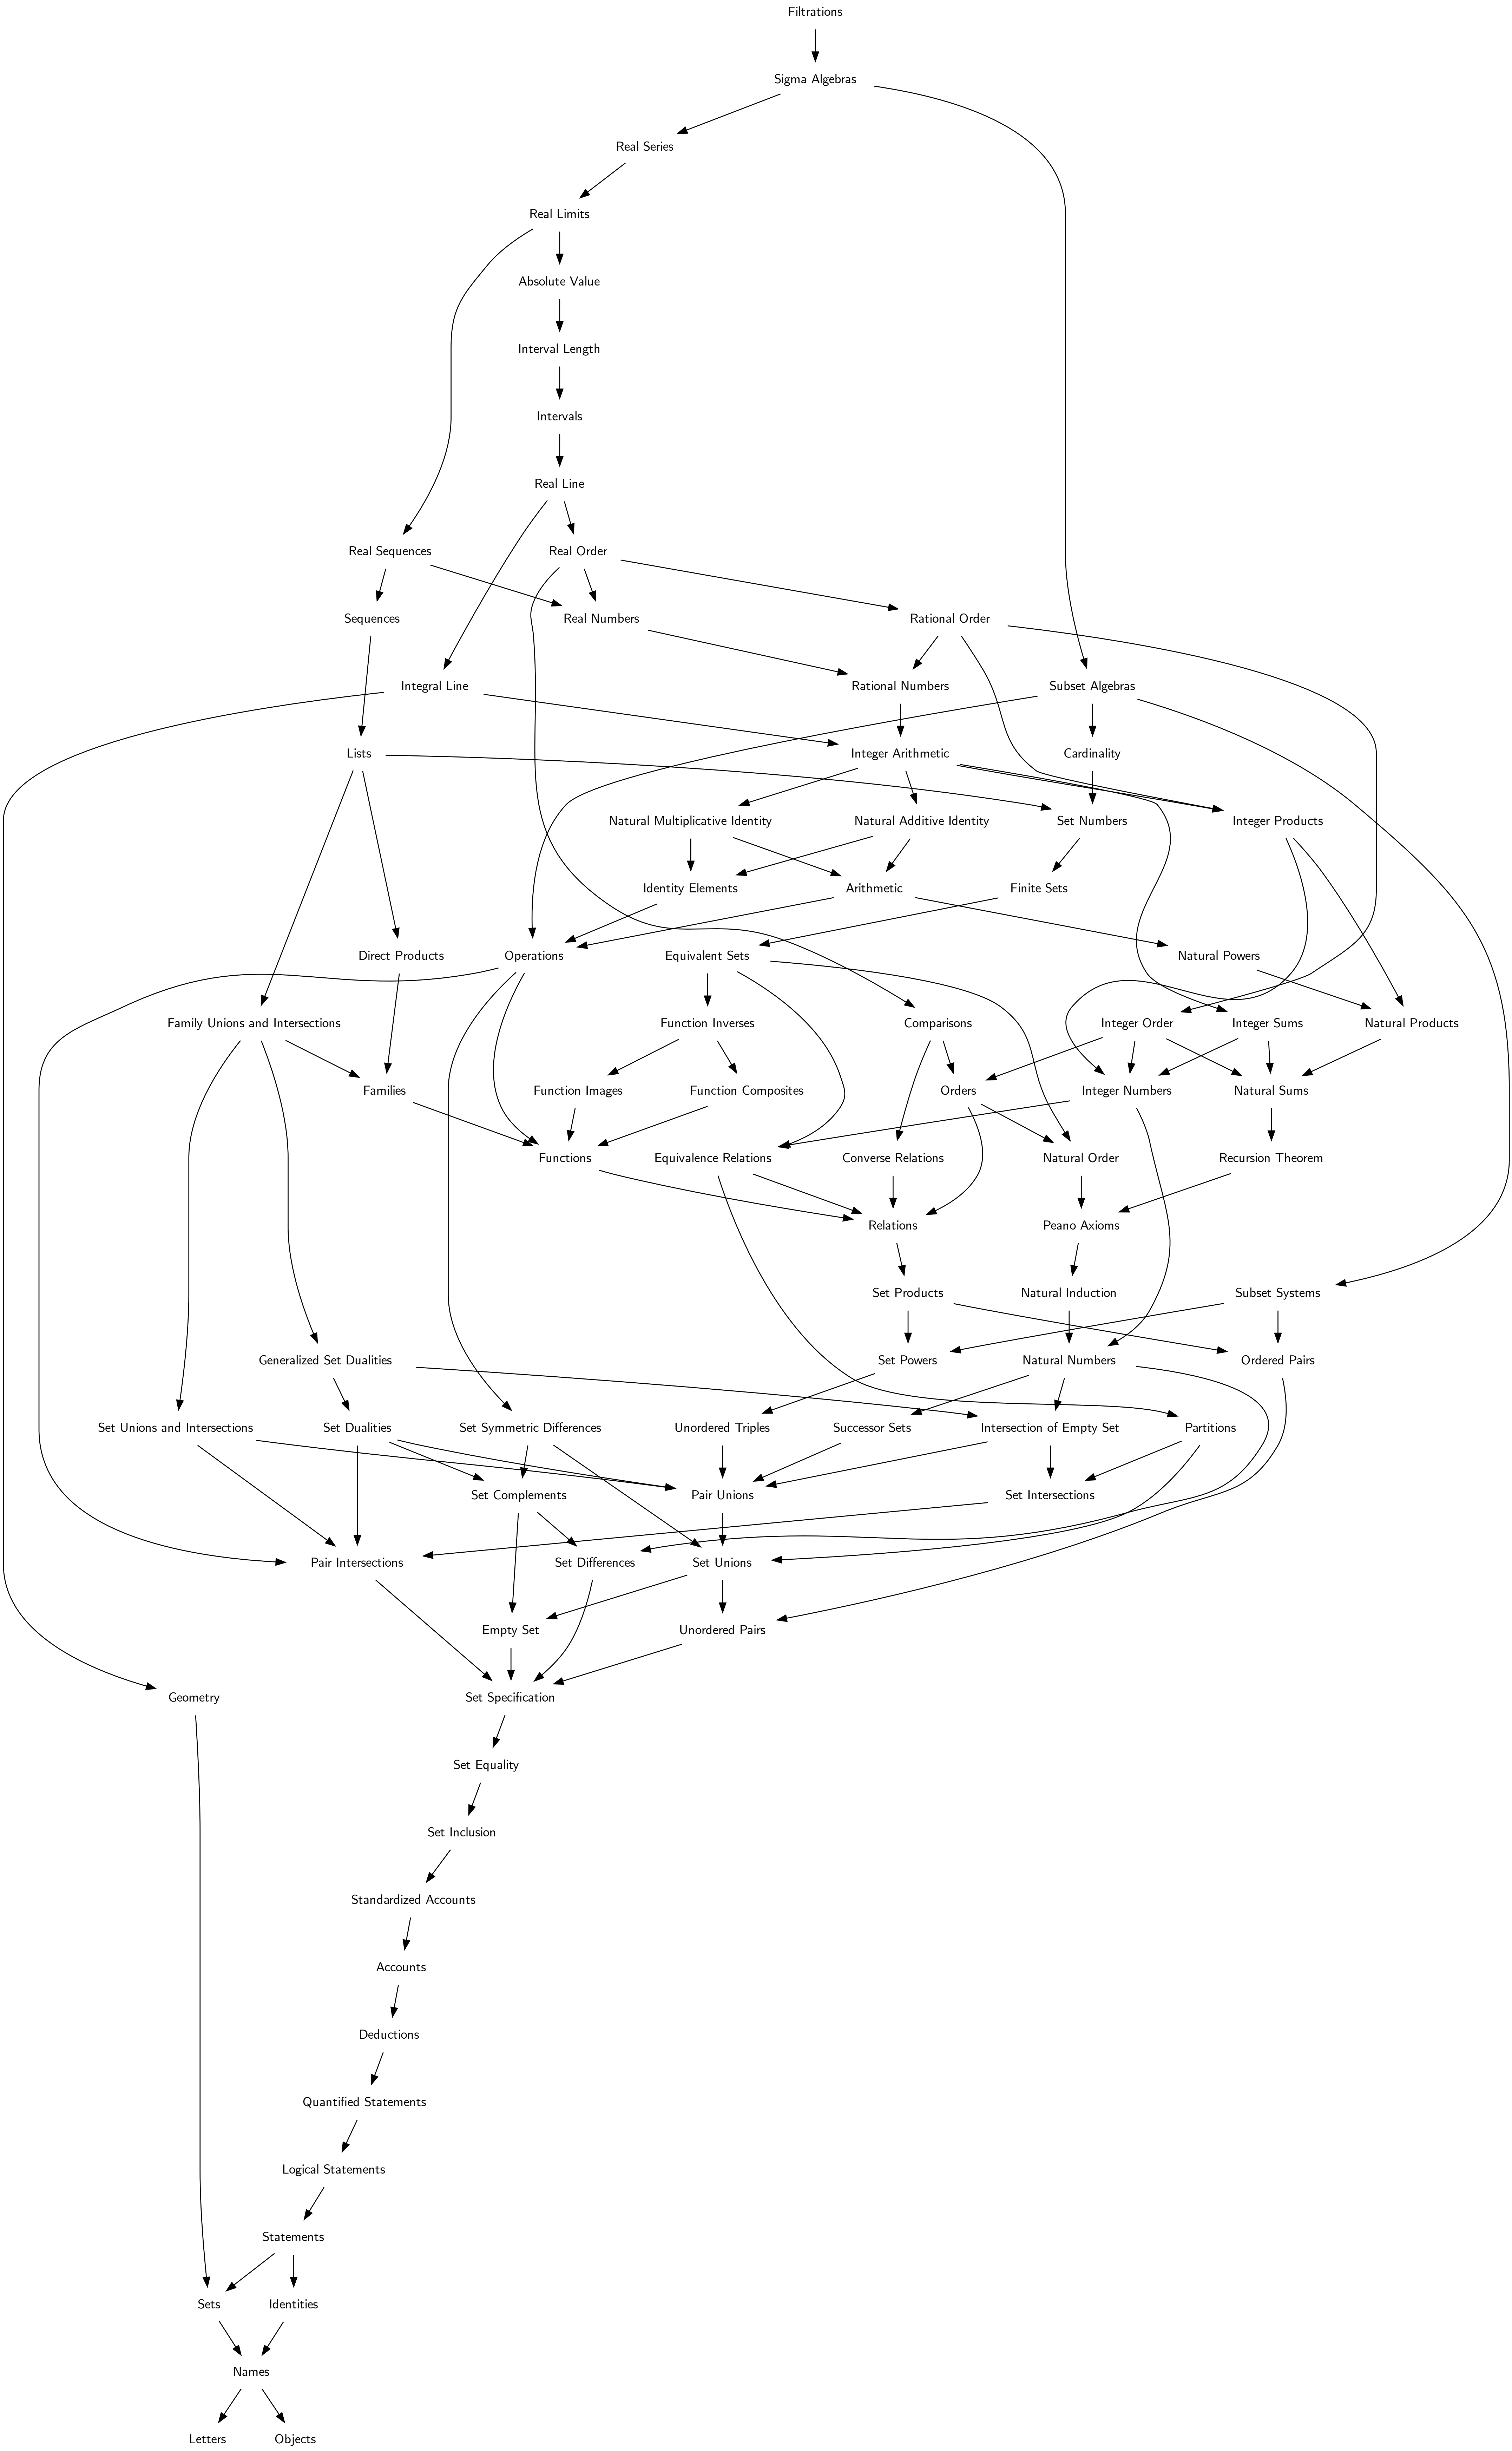 Filtrations
Sigma Algebras
Real Series
Real Limits
Absolute Value
Interval Length
Intervals
Real Line
Real Sequences
Real Order
Sequences
Real Numbers
Rational Order
Integral Line
Rational Numbers
Subset Algebras
Lists
Integer Arithmetic
Cardinality
Natural Multiplicative Identity
Natural Additive Identity
Set Numbers
Integer Products
Identity Elements
Arithmetic
Finite Sets
Direct Products
Operations
Equivalent Sets
Natural Powers
Family Unions and Intersections
Function Inverses
Comparisons
Integer Order
Integer Sums
Natural Products
Families
Function Images
Function Composites
Orders
Integer Numbers
Natural Sums
Functions
Equivalence Relations
Converse Relations
Natural Order
Recursion Theorem
Relations
Peano Axioms
Set Products
Natural Induction
Subset Systems
Generalized Set Dualities
Set Powers
Natural Numbers
Ordered Pairs
Set Unions and Intersections
Set Dualities
Set Symmetric Differences
Unordered Triples
Successor Sets
Intersection of Empty Set
Partitions
Set Complements
Pair Unions
Set Intersections
Pair Intersections
Set Differences
Set Unions
Empty Set
Unordered Pairs
Geometry
Set Specification
Set Equality
Set Inclusion
Standardized Accounts
Accounts
Deductions
Quantified Statements
Logical Statements
Statements
Sets
Identities
Names
Letters
Objects